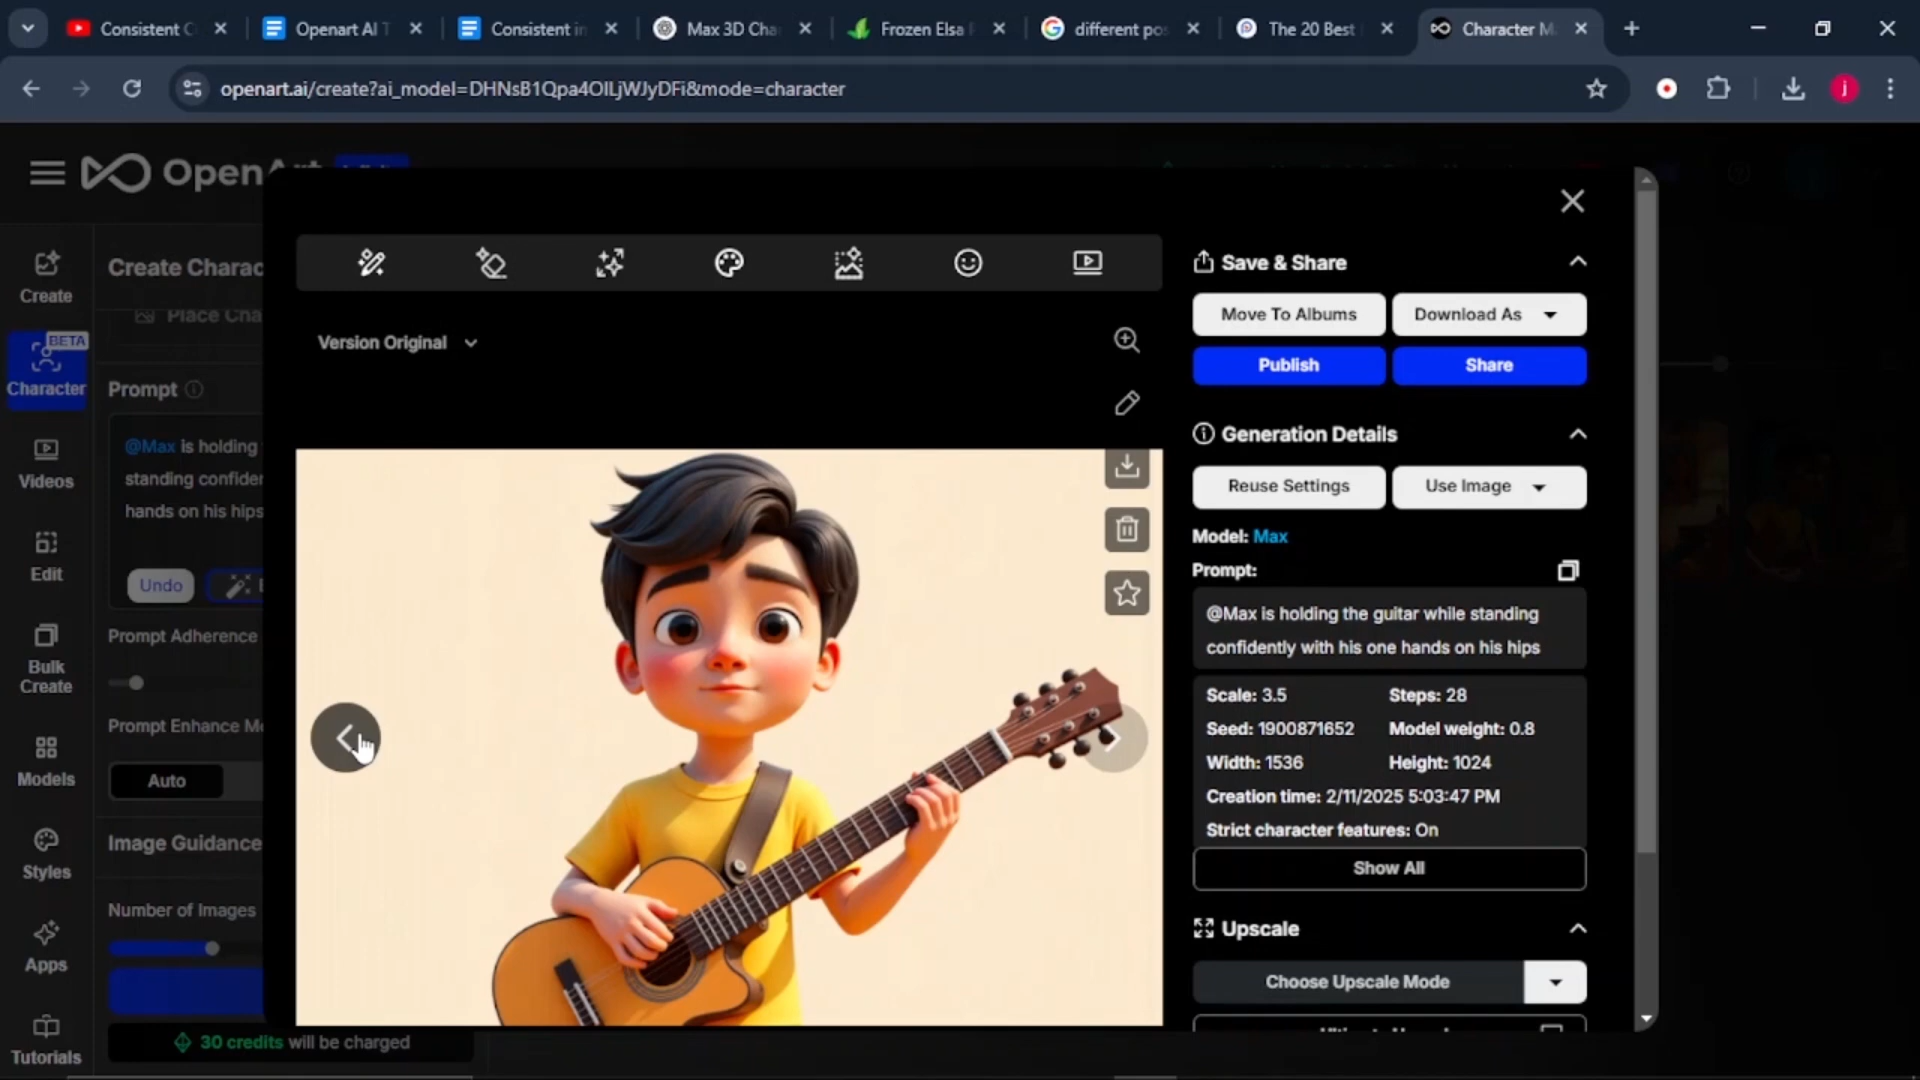 Consistent C
Openart AI T
Consistent in
Max 3D Cha
Frozen Elsa
different pos
The 20 Best
Character M
openart.ai/create?ai_model=DHNsB1Qpa4OlLjWJyDFi&mode=character
j
OpenArt
Create
BETA
Character
Videos
Edit
Bulk
Create
Models
Styles
Apps
Tutorials
Create Charac
Place Cha
Prompt
@Max is holding
standing confiden
hands on his hips
Undo
Prompt Adherence
Prompt Enhance Mo
Auto
Image Guidance
Number of Images
30 credits will be charged
Version Original
Save & Share
Move To Albums
Download As
Publish
Share
Generation Details
Reuse Settings
Use Image
Model: Max
Prompt:
@Max is holding the guitar while standing
confidently with his one hands on his hips
Scale: 3.5
Steps: 28
Seed: 1900871652
Model weight: 0.8
Width: 1536
Height: 1024
Creation time: 2/11/2025 5:03:47 PM
Strict character features: On
Show All
Upscale
Choose Upscale Mode